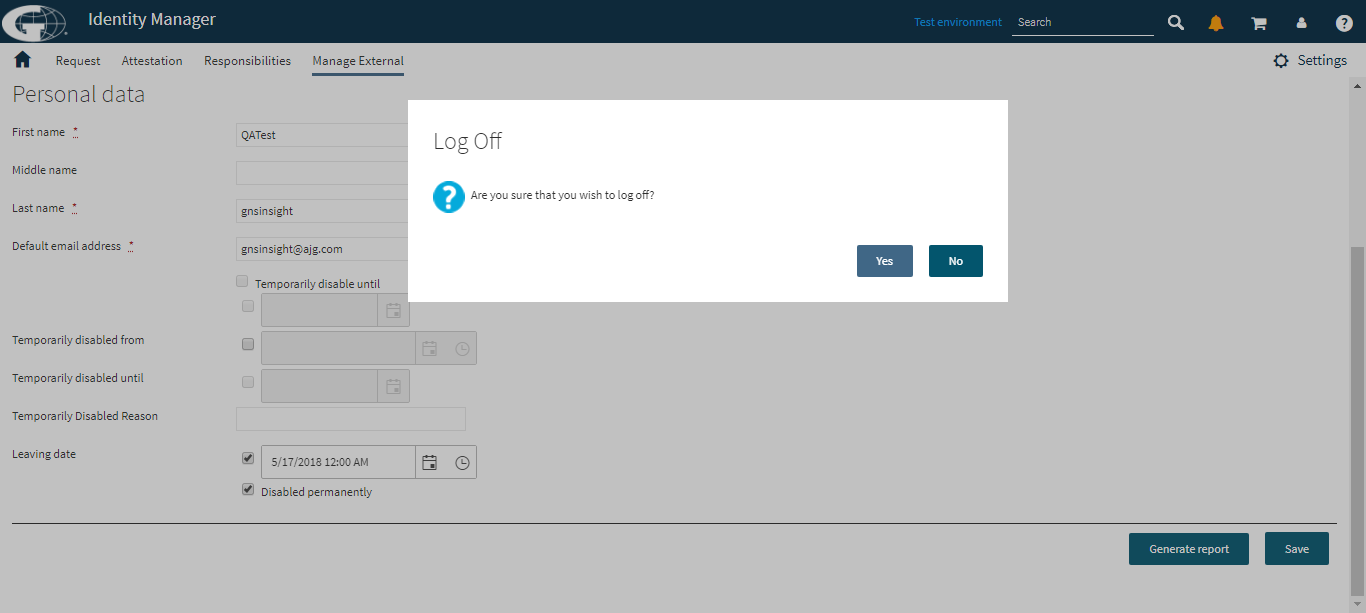 Identity Manager
Test environment
Search
Request
Attestation
Responsibilities
Manage External
Settings
Personal data
First name *
QATest
Middle name
Last name *
gnsinsight
Default email address *
gnsinsight@ajg.com
Temporarily disable until
Temporarily disabled from
Temporarily disabled until
Temporarily Disabled Reason
Leaving date
5/17/2018 12:00 AM
Disabled permanently
Generate report
Save
Log Off
Are you sure that you wish to log off?
Yes
No